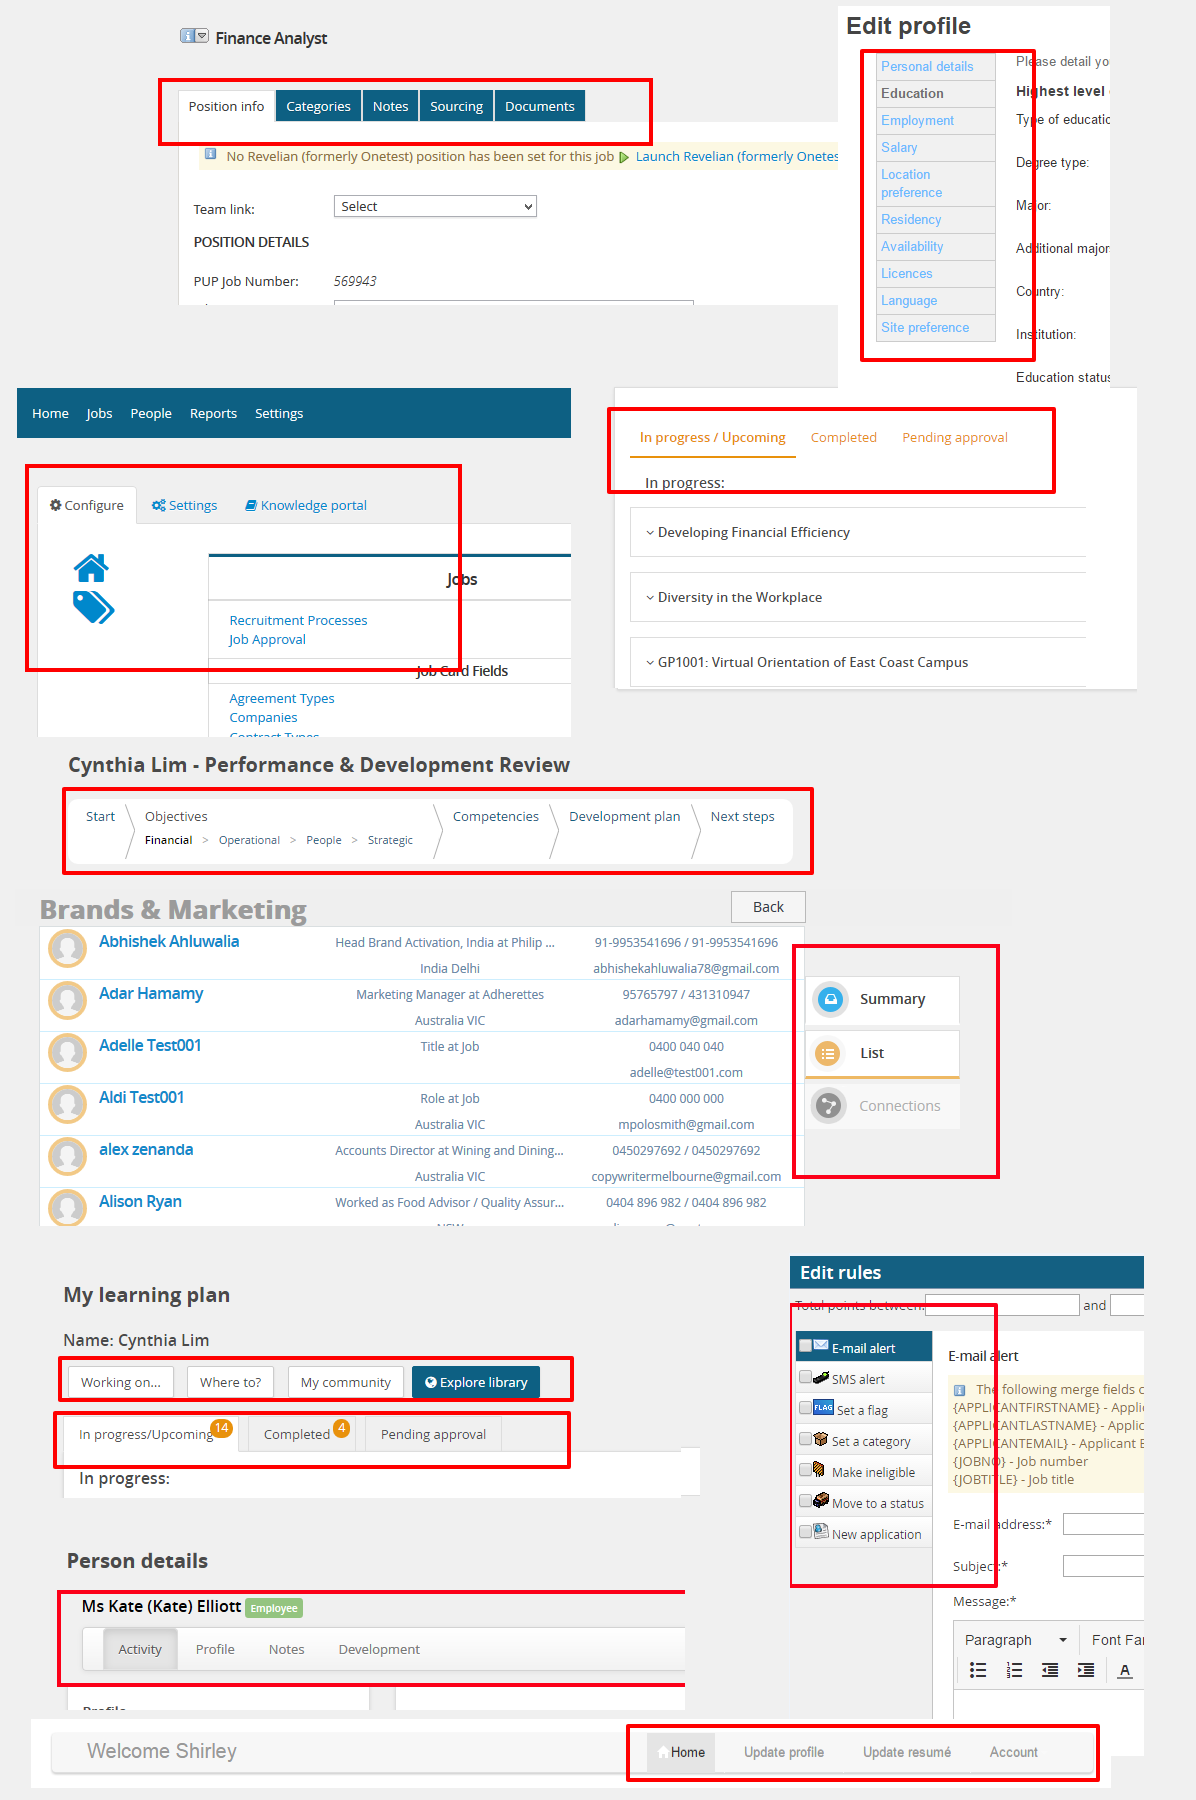 Finance Analyst
Position info Categories Notes Sourcing Documents
No Revelian (formerly Onetest) position has been set for this job Launch Revelian (formerly Onetes
Team link: Select
POSITION DETAILS
PUP Job Number: 569943
Edit profile
Personal details
Education
Employment
Salary
Location
preference
Residency
Availability
Licences
Language
Site preference
Please detail yo
Highest level
Type of educatio
Degree type:
Major:
Additional major
Country:
Institution:
Education status
Home Jobs People Reports Settings
Configure Settings Knowledge portal
Jobs
Recruitment Processes
Job Approval
Job Card Fields
Agreement Types
Companies
Contract Types
In progress / Upcoming Completed Pending approval
In progress:
Developing Financial Efficiency
Diversity in the Workplace
GP1001: Virtual Orientation of East Coast Campus
Cynthia Lim - Performance & Development Review
Start Objectives Competencies Development plan Next steps
Financial > Operational > People > Strategic
Brands & Marketing Back
Abhishek Ahluwalia Head Brand Activation, India at Philip ... 91-9953541696 / 91-9953541696
India Delhi abhishekahluwalia78@gmail.com
Adar Hamamy Marketing Manager at Adherettes 95765797 / 431310947
Australia VIC adarhamamy@gmail.com
Adelle Test001 Title at Job 0400 040 040
adelle@test001.com
Aldi Test001 Role at Job 0400 000 000
Australia VIC mpolosmith@gmail.com
alex zenanda Accounts Director at Wining and Dining... 0450297692 / 0450297692
Australia VIC copywritermelbourne@gmail.com
Alison Ryan Worked as Food Advisor / Quality Assur... 0404 896 982 / 0404 896 982
Summary
List
Connections
My learning plan
Name: Cynthia Lim
Working on... Where to? My community Explore library
In progress/Upcoming 14 Completed 4 Pending approval
In progress:
Edit rules
Total points between: and
E-mail alert
SMS alert
FLAG Set a flag
Set a category
Make ineligible
Move to a status
New application
E-mail alert
The following merge fields c
{APPLICANTFIRSTNAME} - Applic
{APPLICANTLASTNAME} - Applica
{APPLICANTEMAIL} - Applicant E
{JOBNO} - Job number
{JOBTITLE} - Job title
E-mail address:*
Subject:*
Message:*
Paragraph Font Fam
A
Person details
Ms Kate (Kate) Elliott Employee
Activity Profile Notes Development
Profile
Welcome Shirley Home Update profile Update resumé Account